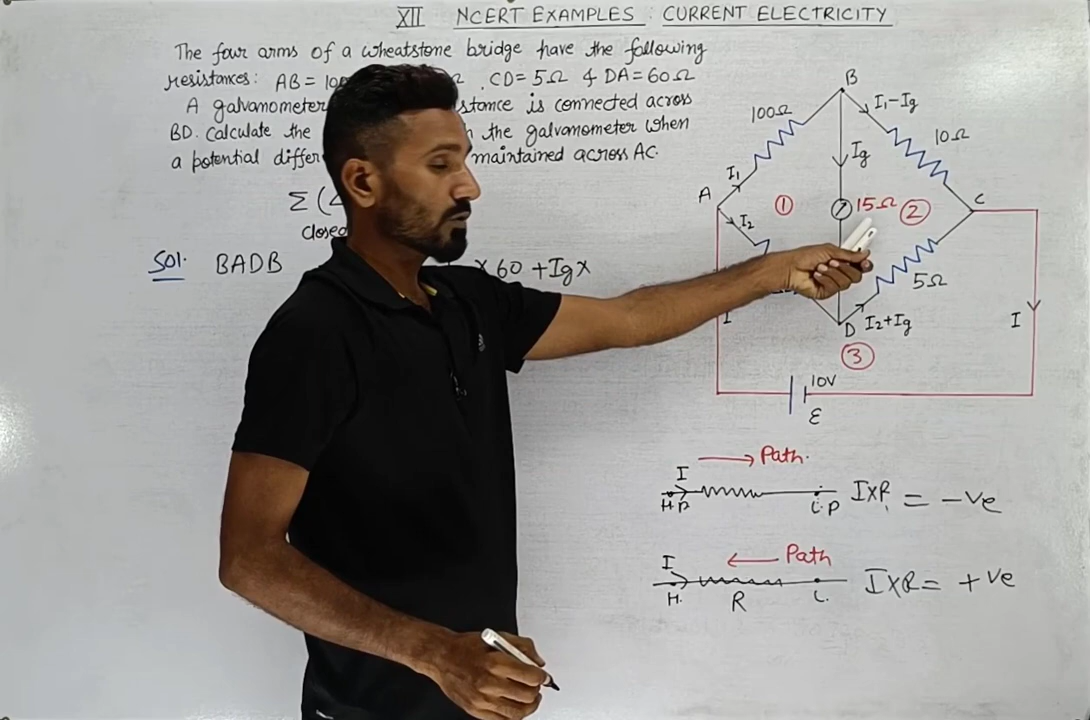 XII NCERT EXAMPLES : CURRENT ELECTRICITY
The four arms of a wheatstone bridge have the following
resistances: AB = 100 Ω . CD = 5Ω & DA = 60Ω
A galvanometer stance is connected across
BD. Calculate the the galvanometer when
a potential maintained across AC.
Σ (
closed
Sol. BADB × 60 + Ig×
B
100Ω
I₁-Ig
10Ω
Ig
I₁
A
I₂
①
15Ω
②
C
5Ω
D
I₂+Ig
I
I
③
10V
ε
Path.
I
H.P
L.P
I×R = -ve
Path
I
H.
R
L.
I×R = +ve